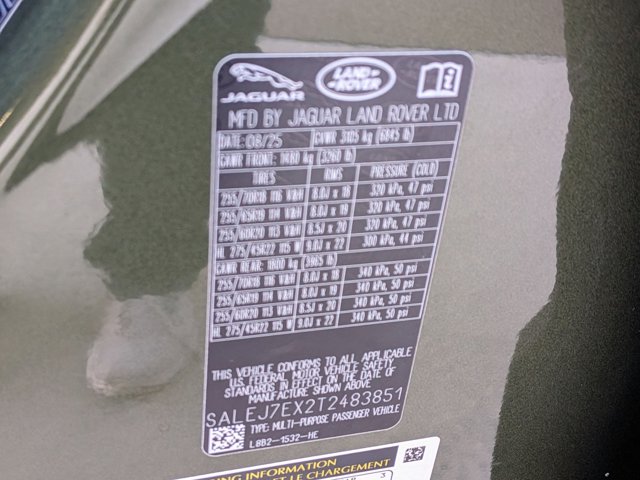 JAGUAR
LAND ROVER
MFD BY JAGUAR LAND ROVER LTD
DATE: 08/25 GVWR 3105 kg (6845 lb)
GAWR FRONT: 1480 kg (3260 lb)
TIRES RIMS PRESSURE (COLD)
255/70R18 116 V&H 8.0J x 18 320 kPa, 47 psi
255/65R19 114 V&H 8.0J x 19 320 kPa, 47 psi
255/60R20 113 V&H 8.5J x 20 320 kPa, 47 psi
HL 275/45R22 115 W 9.0J x 22 300 kPa, 44 psi
GAWR REAR: 1800 kg (3965 lb)
255/70R18 116 V&H 8.0J x 18 340 kPa, 50 psi
255/65R19 114 V&H 8.0J x 19 340 kPa, 50 psi
255/60R20 113 V&H 8.5J x 20 340 kPa, 50 psi
HL 275/45R22 115 W 9.0J x 22 340 kPa, 50 psi
THIS VEHICLE CONFORMS TO ALL APPLICABLE
U.S. FEDERAL MOTOR VEHICLE SAFETY
STANDARDS IN EFFECT ON THE DATE OF
MANUFACTURE SHOWN ABOVE
SALEJ7EX2T2483851
TYPE: MULTI-PURPOSE PASSENGER VEHICLE
L8B2-1532-HE
INFORMATION
LE CHARGEMENT